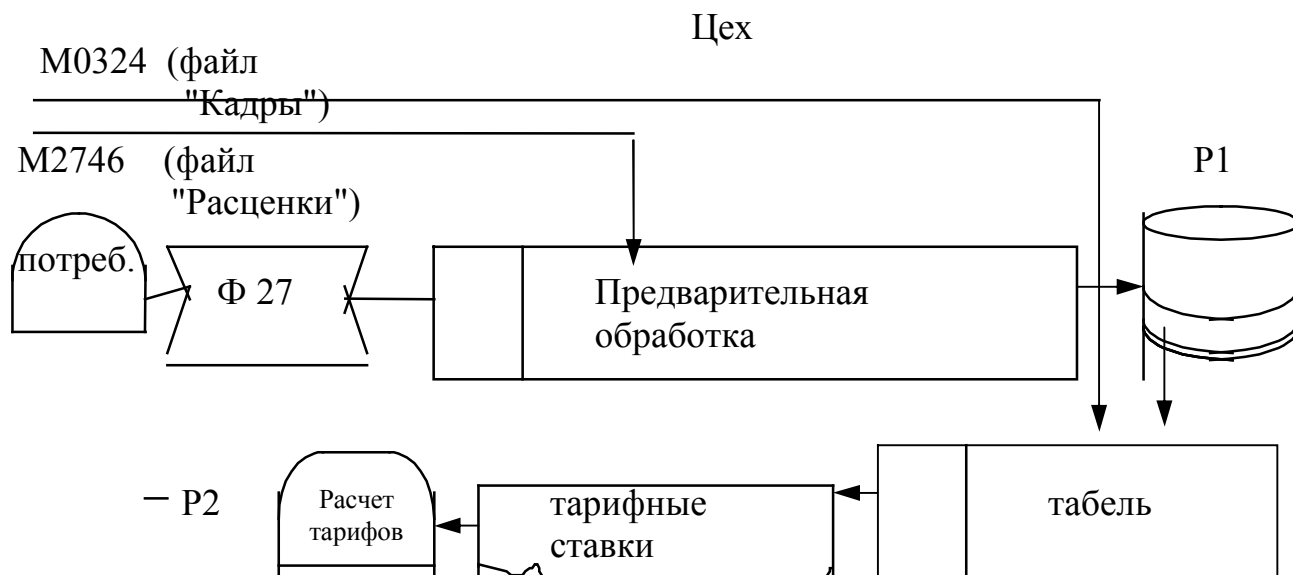 Цех
М0324 (файл
"Кадры")
М2746 (файл
"Расценки")
Р1
потреб.
Ф 27
Предварительная
обработка
– Р2
Расчет
тарифов
тарифные
ставки
табель